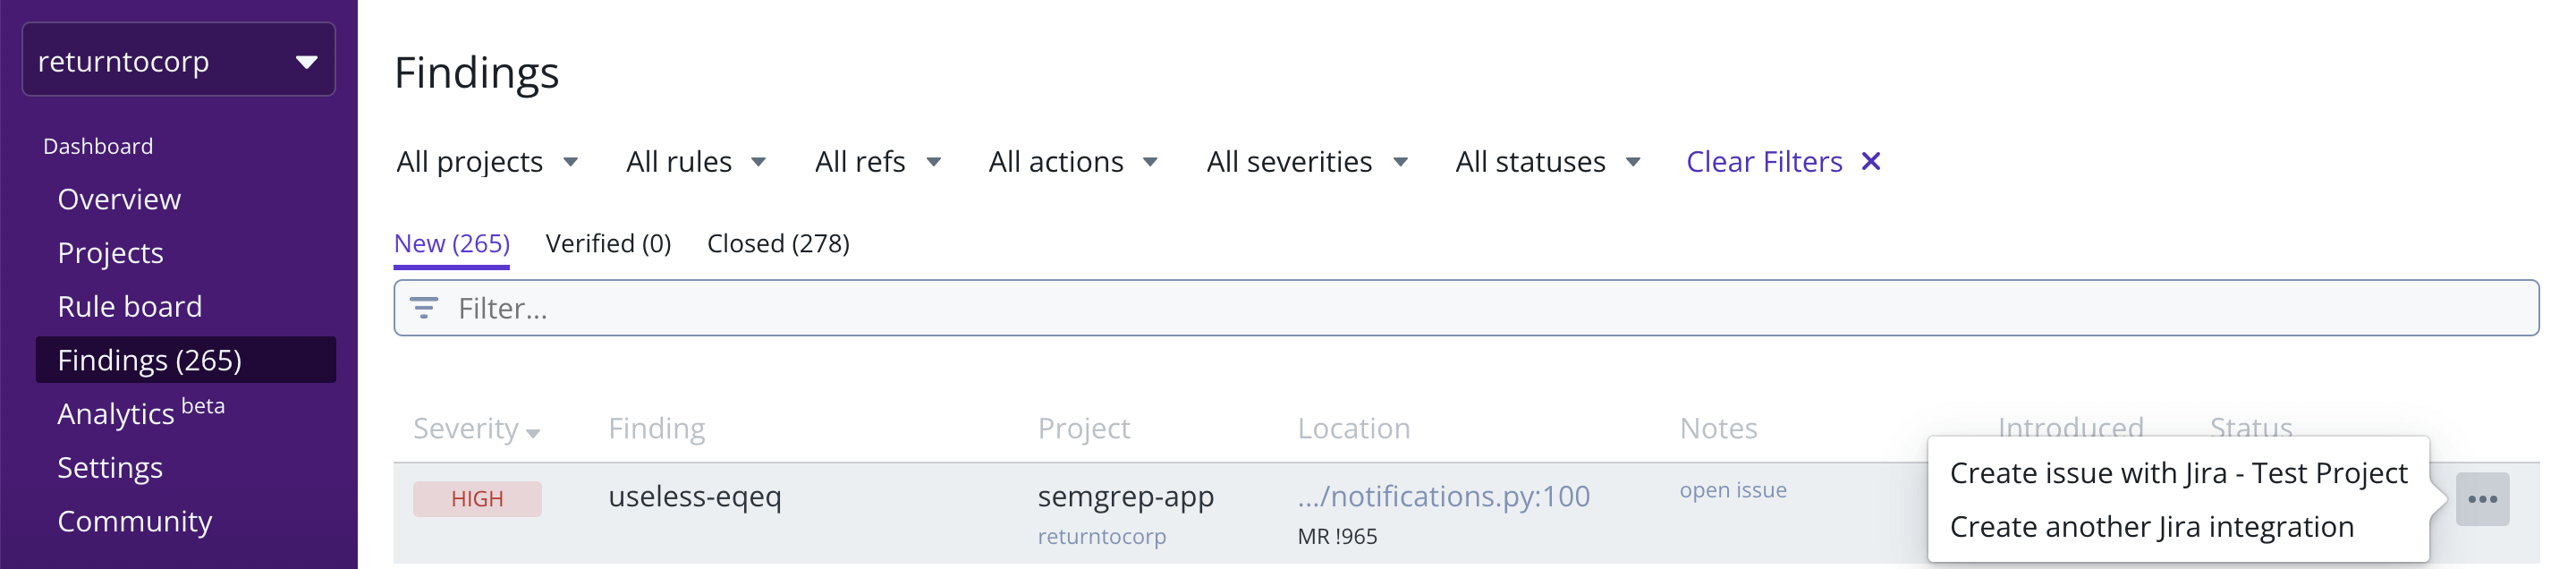 returntocorp
Dashboard
Overview
Projects
Rule board
Findings (265)
Analytics beta
Settings
Community
Findings
All projects All rules All refs All actions All severities All statuses Clear Filters ✕
New (265) Verified (0) Closed (278)
Filter...
Severity Finding Project Location Notes Introduced Status
HIGH useless-eqeq semgrep-app .../notifications.py:100 open issue
returntocorp MR !965
Create issue with Jira - Test Project
Create another Jira integration